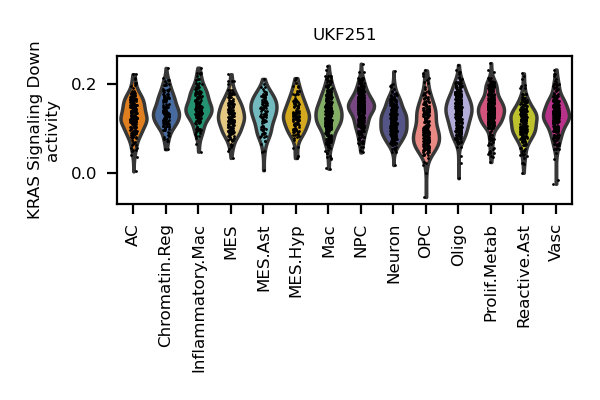 UKF251
KRAS Signaling Down
activity
0.2
0.0
AC
Chromatin.Reg
Inflammatory.Mac
MES
MES.Ast
MES.Hyp
Mac
NPC
Neuron
OPC
Oligo
Prolif.Metab
Reactive.Ast
Vasc